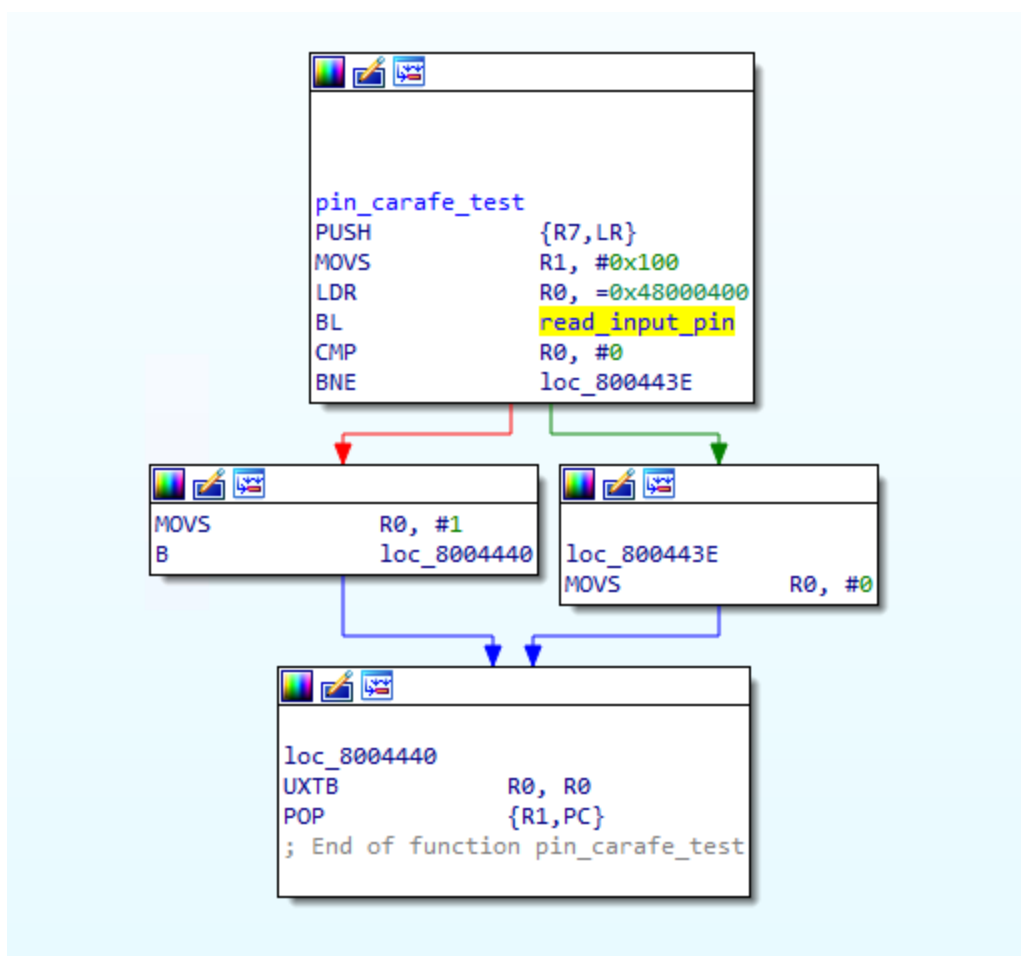 pin_carafe_test
PUSH {R7,LR}
MOVS R1, #0x100
LDR R0, =0x48000400
BL read_input_pin
CMP R0, #0
BNE loc_800443E
MOVS R0, #1
B loc_8004440
loc_800443E
MOVS R0, #0
loc_8004440
UXTB R0, R0
POP {R1,PC}
; End of function pin_carafe_test